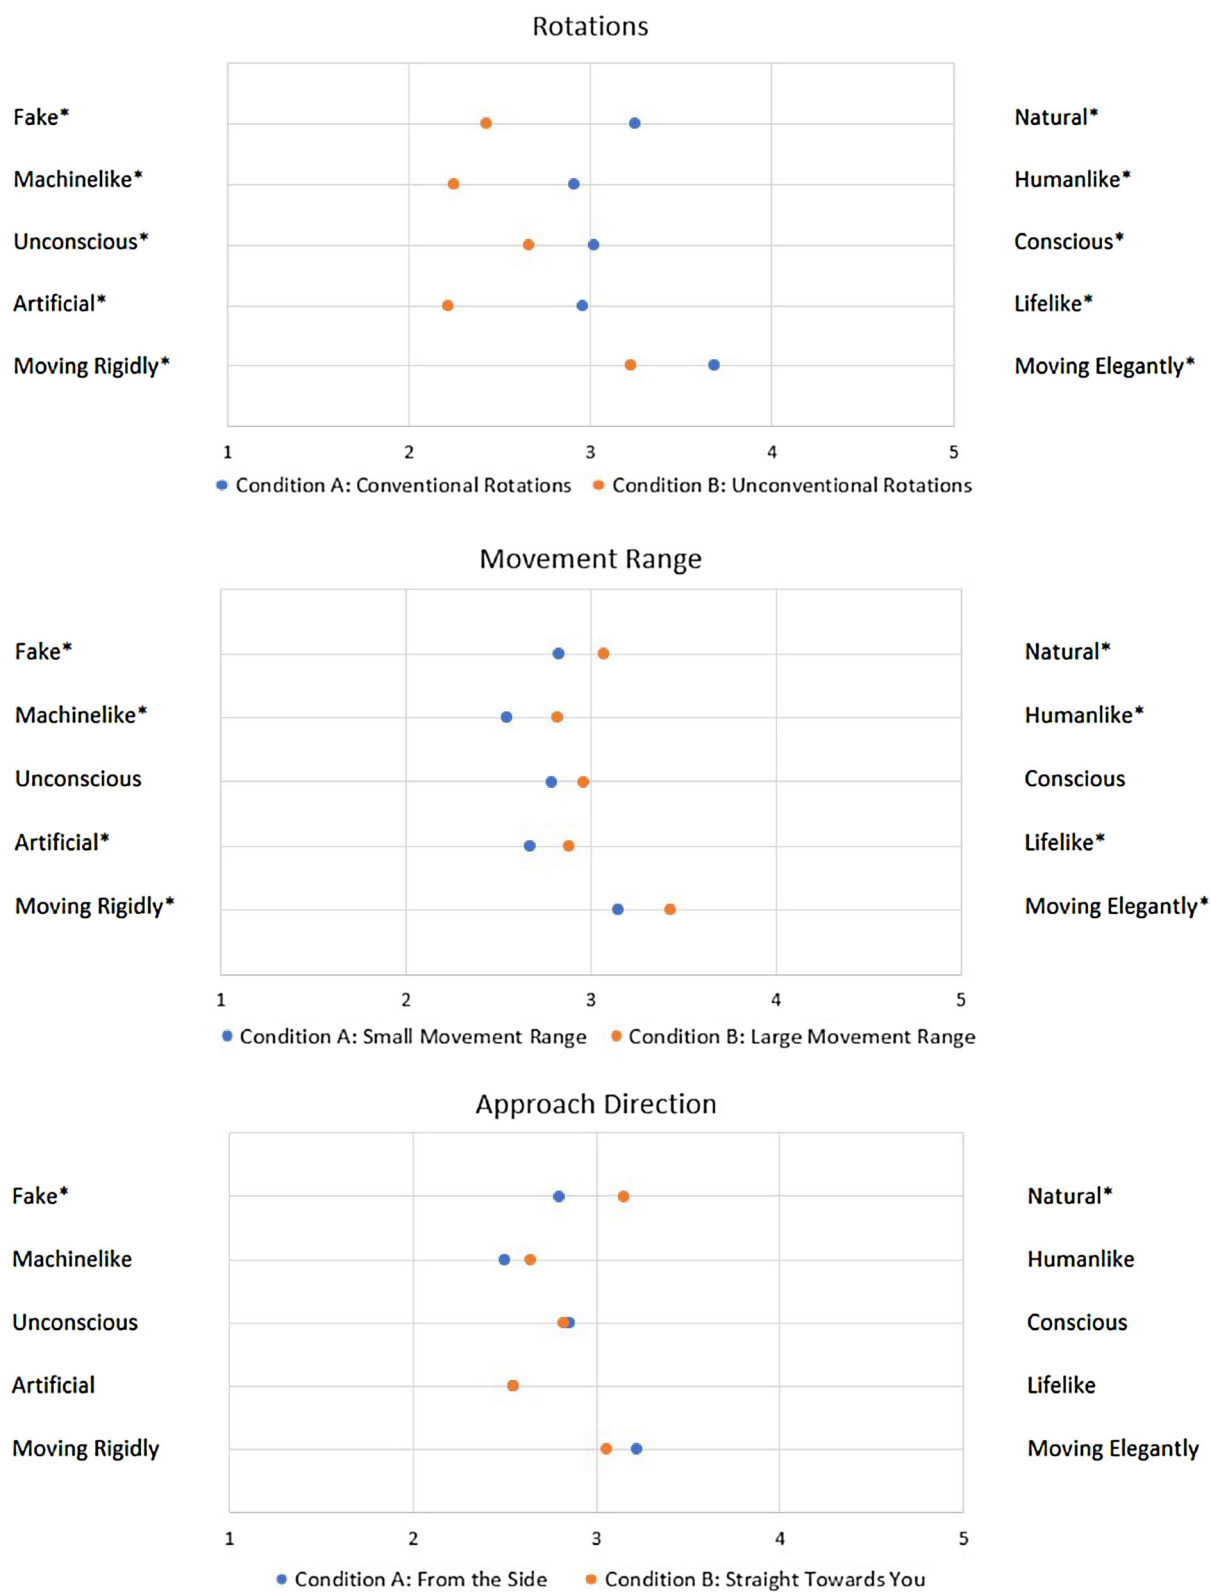 Rotations
Fake* Natural*
Machinelike* Humanlike*
Unconscious* Conscious*
Artificial* Lifelike*
Moving Rigidly* Moving Elegantly*
1 2 3 4 5
Condition A: Conventional Rotations Condition B: Unconventional Rotations
Movement Range
Fake* Natural*
Machinelike* Humanlike*
Unconscious Conscious
Artificial* Lifelike*
Moving Rigidly* Moving Elegantly*
1 2 3 4 5
Condition A: Small Movement Range Condition B: Large Movement Range
Approach Direction
Fake* Natural*
Machinelike Humanlike
Unconscious Conscious
Artificial Lifelike
Moving Rigidly Moving Elegantly
1 2 3 4 5
Condition A: From the Side Condition B: Straight Towards You